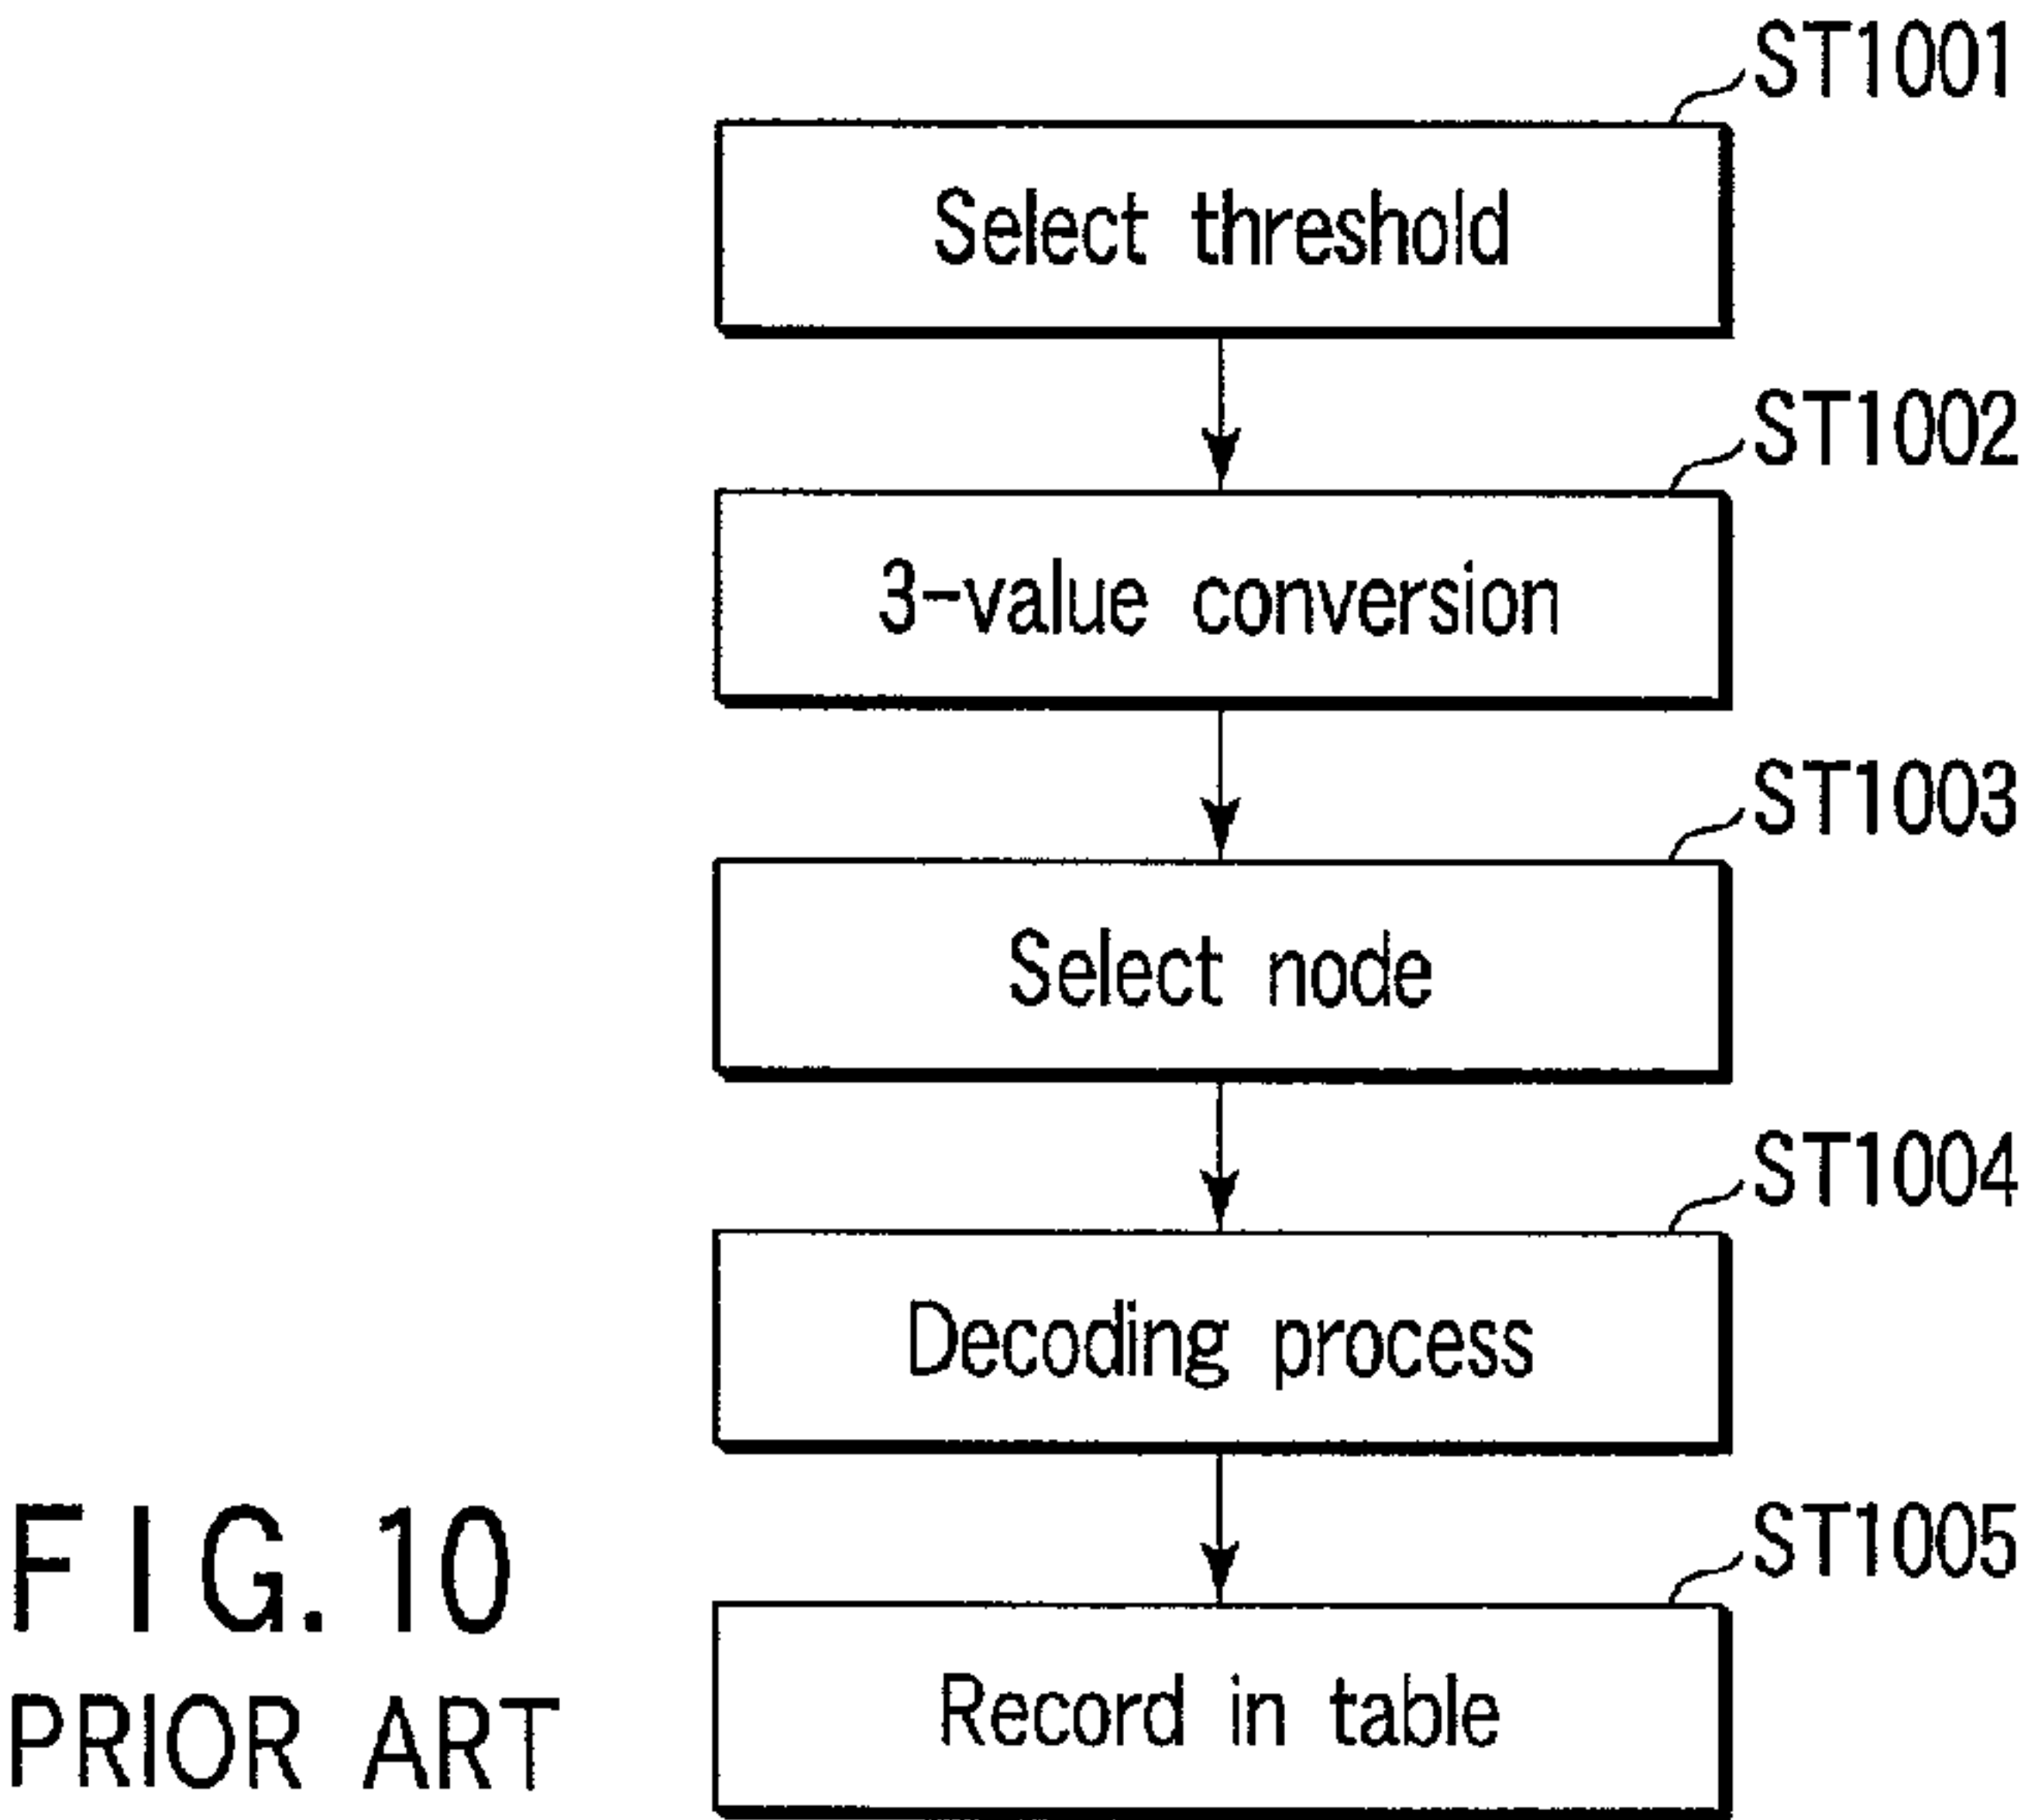 ST1001
Select threshold
ST1002
3-value conversion
ST1003
Select node
ST1004
Decoding process
ST1005
Record in table
FIG. 10
PRIOR ART